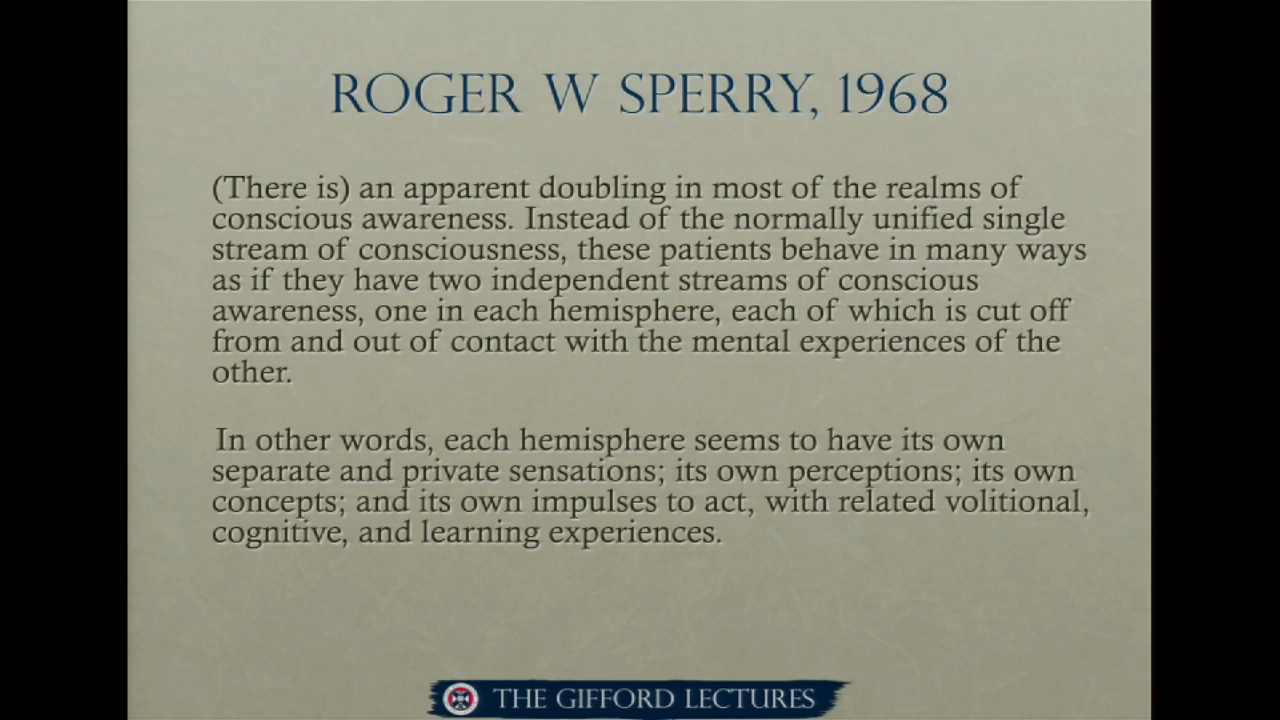 ROGER W SPERRY, 1968
(There is) an apparent doubling in most of the realms of
conscious awareness. Instead of the normally unified single
stream of consciousness, these patients behave in many ways
as if they have two independent streams of conscious
awareness, one in each hemisphere, each of which is cut off
from and out of contact with the mental experiences of the
other.
In other words, each hemisphere seems to have its own
separate and private sensations; its own perceptions; its own
concepts; and its own impulses to act, with related volitional,
cognitive, and learning experiences.
THE GIFFORD LECTURES